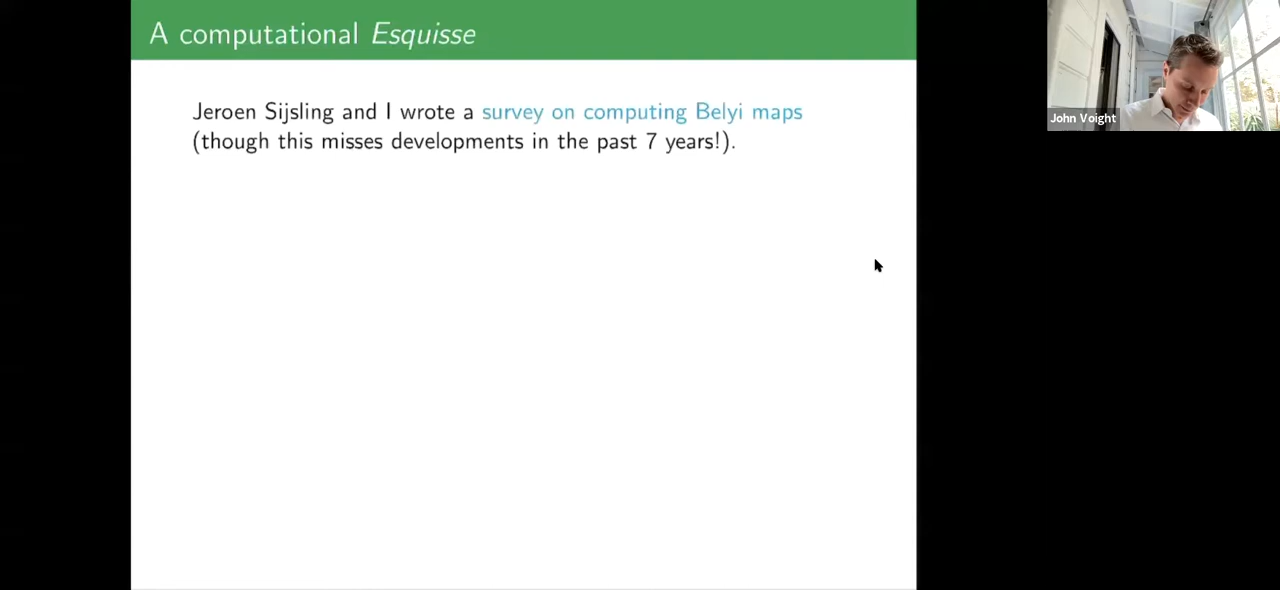 A computational Esquisse
Jeroen Sijsling and I wrote a survey on computing Belyi maps
(though this misses developments in the past 7 years!).
John Voight